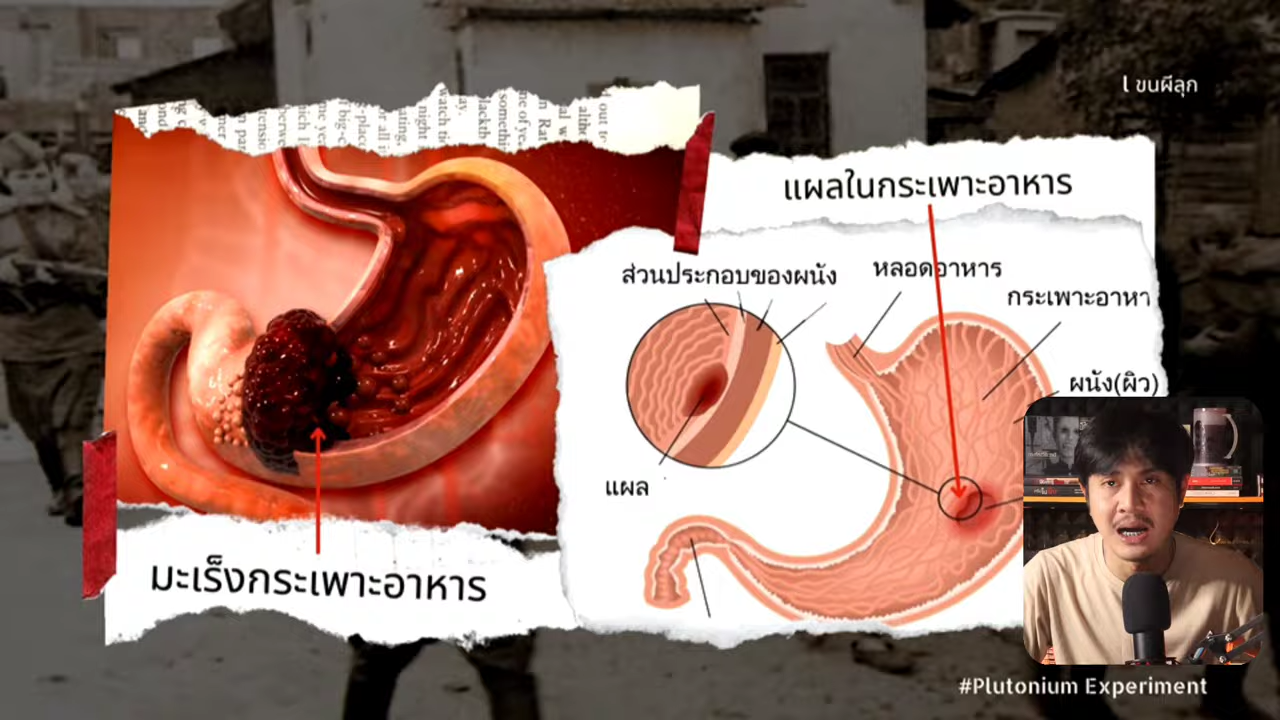 l ขนผีลุก
แผลในกระเพาะอาหาร
ส่วนประกอบของผนัง
หลอดอาหาร
กระเพาะอาหา
ผนัง(ผิว)
แผล
มะเร็งกระเพาะอาหาร
#Plutonium Experiment